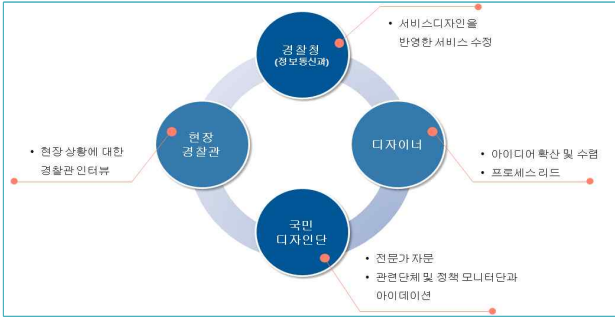 경찰청
(정보통신과)
• 서비스디자인을
반영한 서비스 수정
현장
경찰관
• 현장 상황에 대한
경찰관 인터뷰
디자이너
• 아이디어 확산 및 수렴
• 프로세스 리드
국민
디자인단
• 전문가 자문
• 관련단체 및 정책 모니터단과
아이데이션